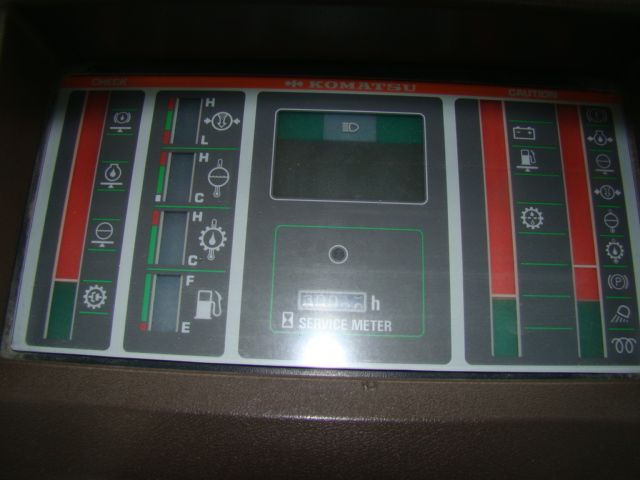 CHECK
KOMATSU
CAUTION
H
L
H
C
H
C
F
E
h
SERVICE METER
P